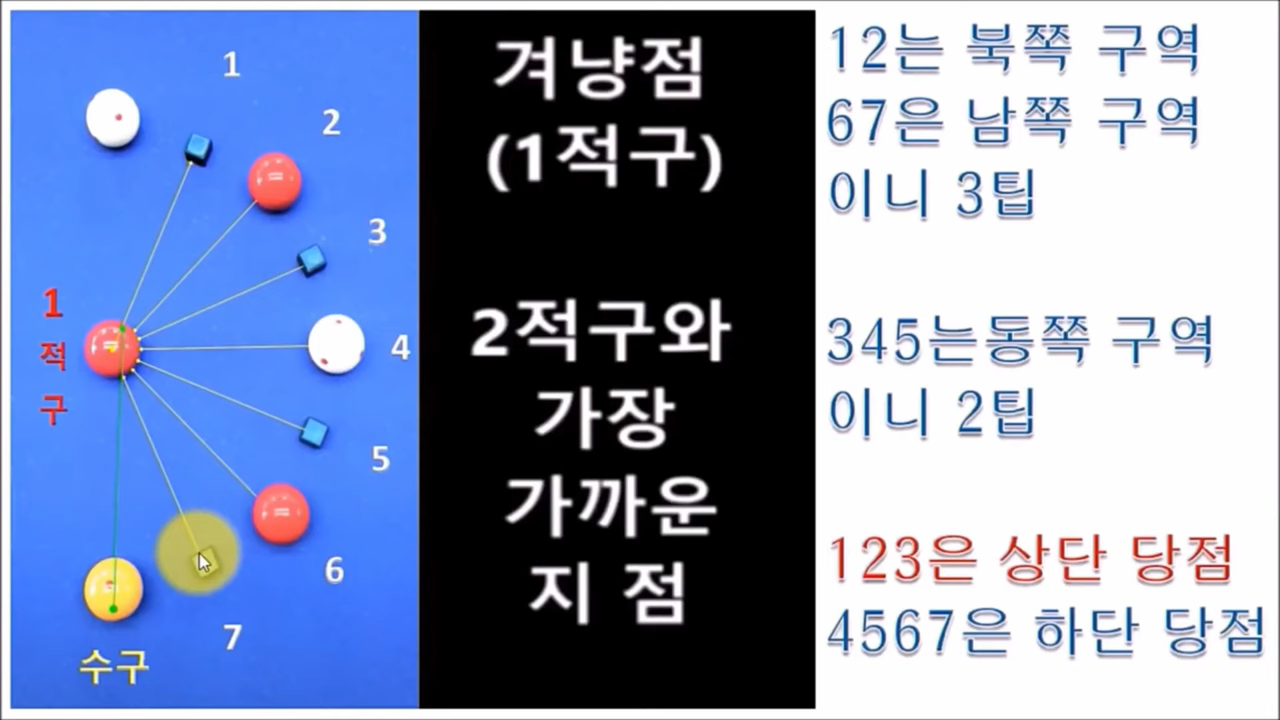 1
2
3
4
5
6
7
1
적
구
수구
겨냥점
(1적구)
2적구와
가장
가까운
지 점
12는 북쪽 구역
67은 남쪽 구역
이니 3팁
345는동쪽 구역
이니 2팁
123은 상단 당점
4567은 하단 당점